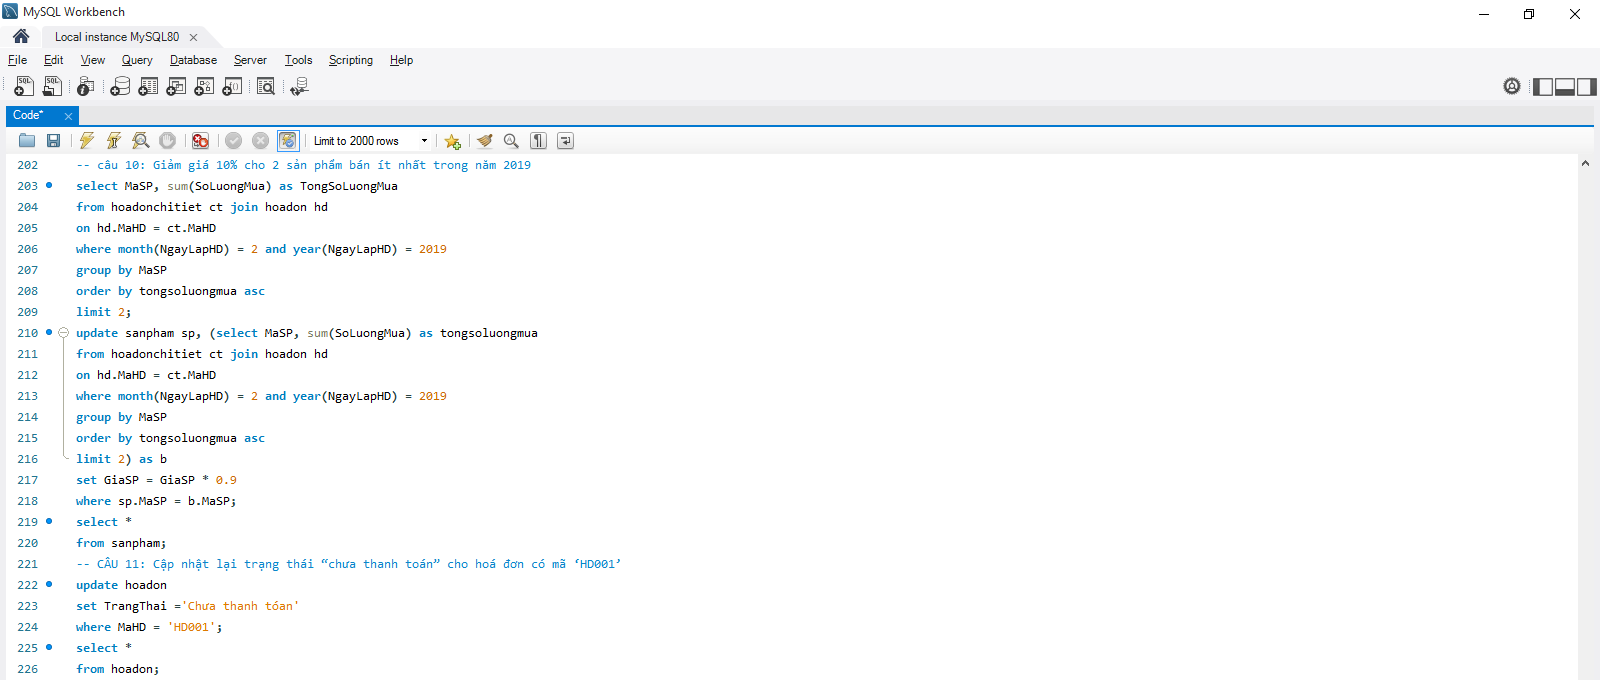 MySQL Workbench
Local instance MySQL80
File Edit View Query Database Server Tools Scripting Help
Code*
Limit to 2000 rows
202 -- câu 10: Giảm giá 10% cho 2 sản phẩm bán ít nhất trong năm 2019
203 select MaSP, sum(SoLuongMua) as TongSoLuongMua
204 from hoadonchitiet ct join hoadon hd
205 on hd.MaHD = ct.MaHD
206 where month(NgayLapHD) = 2 and year(NgayLapHD) = 2019
207 group by MaSP
208 order by tongsoluongmua asc
209 limit 2;
210 update sanpham sp, (select MaSP, sum(SoLuongMua) as tongsoluongmua
211 from hoadonchitiet ct join hoadon hd
212 on hd.MaHD = ct.MaHD
213 where month(NgayLapHD) = 2 and year(NgayLapHD) = 2019
214 group by MaSP
215 order by tongsoluongmua asc
216 limit 2) as b
217 set GiaSP = GiaSP * 0.9
218 where sp.MaSP = b.MaSP;
219 select *
220 from sanpham;
221 -- CÂU 11: Cập nhật lại trạng thái “chưa thanh toán” cho hoá đơn có mã ‘HD001’
222 update hoadon
223 set TrangThai ='Chưa thanh tóan'
224 where MaHD = 'HD001';
225 select *
226 from hoadon;